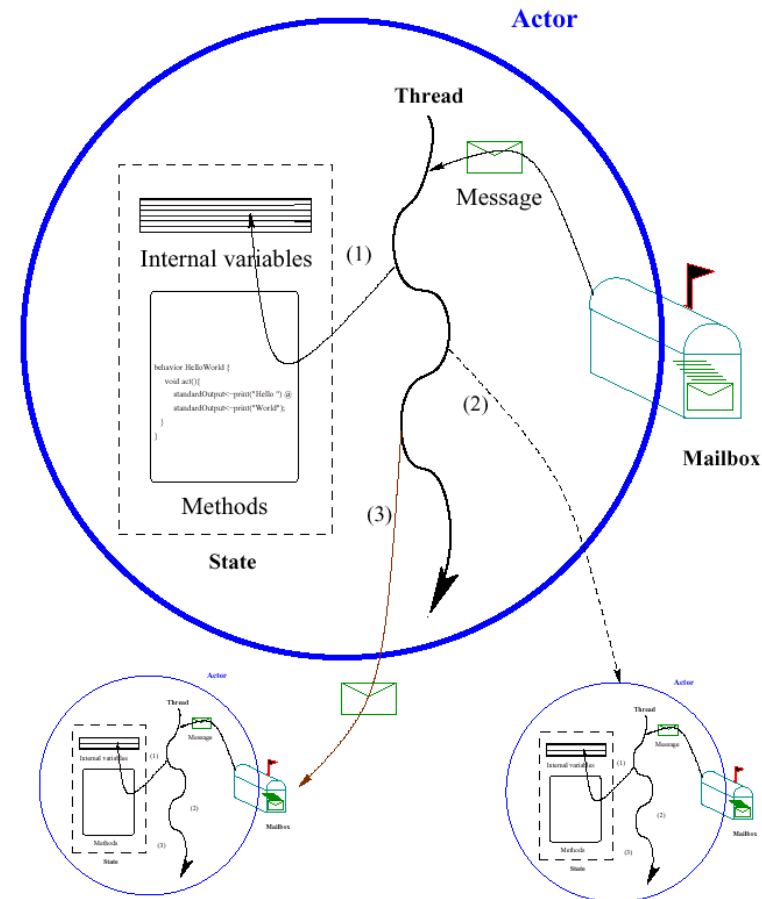 Actor
Thread
Message
Internal variables
(1)
behavior HelloWorld {
void act(){
standardOutput<-print("Hello ") @
standardOutput<-print("World");
}
}
(2)
Mailbox
Methods
(3)
State
Actor
Thread
Message
Internal variables
(1)
(2)
Mailbox
Methods
(3)
State
Actor
Thread
Message
Internal variables
(1)
(2)
Mailbox
Methods
(3)
State